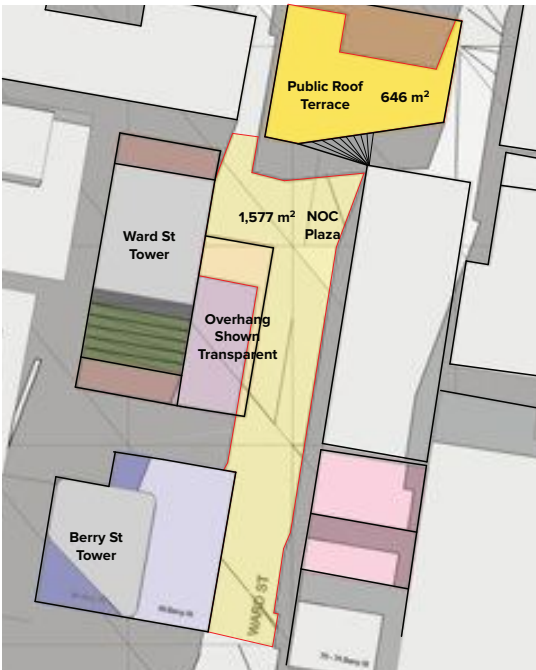 Public Roof
Terrace
646 m²
1,577 m²
NOC
Plaza
Ward St
Tower
Overhang
Shown
Transparent
Berry St
Tower
WARD ST